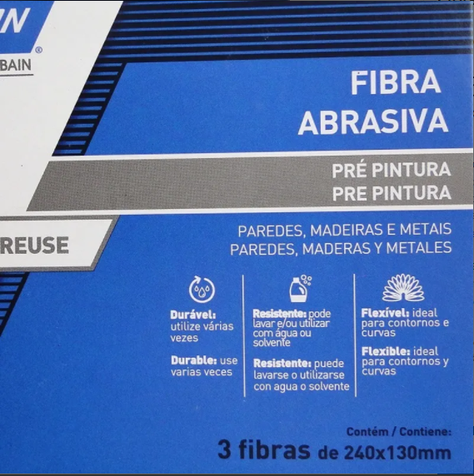 N
®
BAIN
FIBRA
ABRASIVA
PRÉ PINTURA
PRE PINTURA
REUSE
PAREDES, MADEIRAS E METAIS
PAREDES, MADERAS Y METALES
Durável:
utilize várias
vezes
Durable: use
varias veces
Resistente: pode
lavar e/ou utilizar
com água ou
solvente
Resistente: puede
lavarse o utilizarse
con agua o solvente
Flexível: ideal
para contornos e
curvas
Flexible: ideal
para contornos y
curvas
Contém / Contiene:
3 fibras de 240x130mm